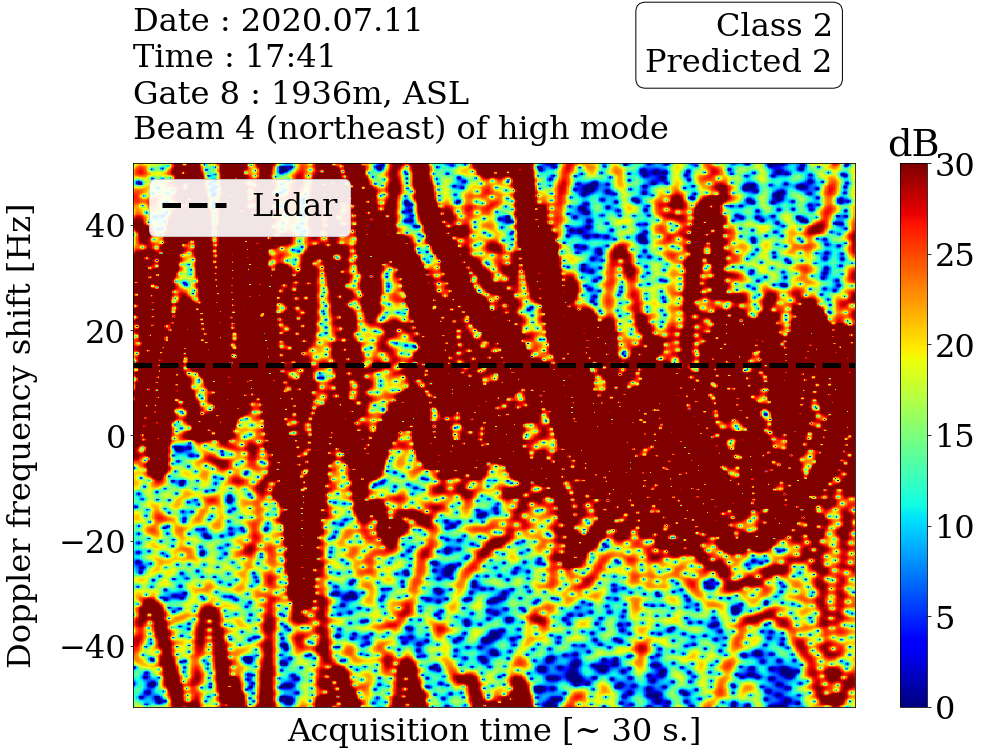 Date : 2020.07.11
Time : 17:41
Gate 8 : 1936m, ASL
Beam 4 (northeast) of high mode
Class 2
Predicted 2
dB
Lidar
Doppler frequency shift [Hz]
40
20
0
−20
−40
Acquisition time [~ 30 s.]
30
25
20
15
10
5
0